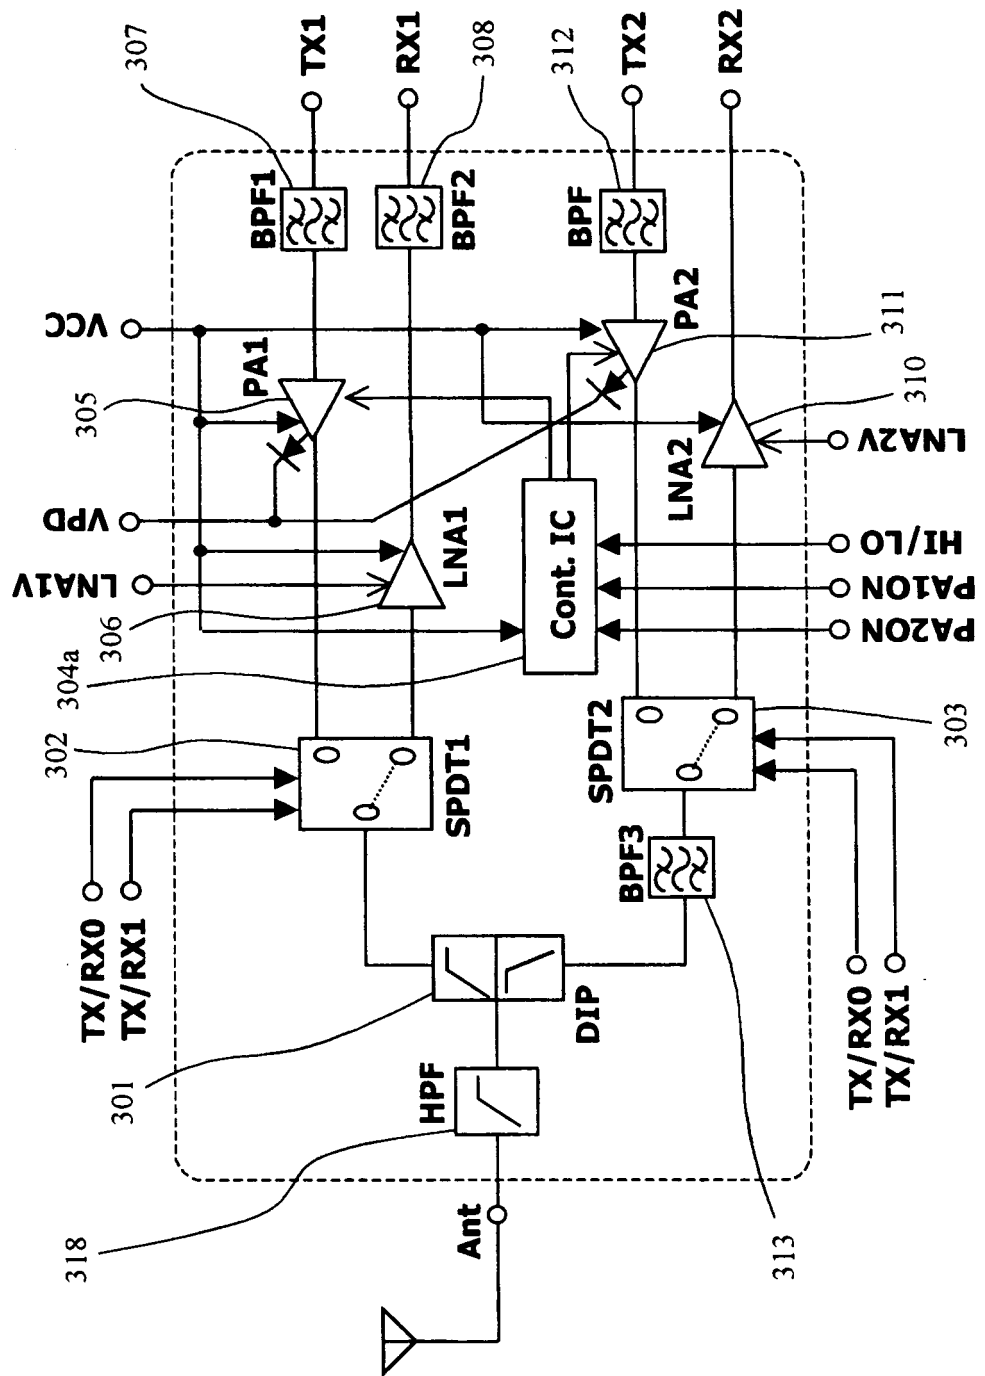 307
TX1
RX1
308
312
TX2
RX2
BPF1
BPF2
BPF
VCC
PA1
305
PA2
311
310
LNA2
LNA2V
VPD
LNA1V
LNA1
306
304a
Cont. IC
HI/LO
PA1ON
PA2ON
302
SPDT1
SPDT2
303
TX/RX0
TX/RX1
BPF3
301
DIP
TX/RX0
TX/RX1
HPF
318
Ant
313